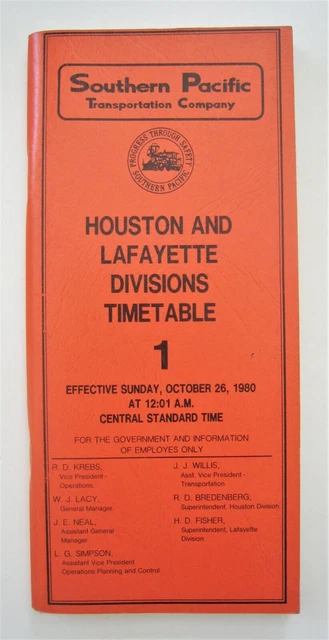 Southern Pacific
Transportation Company
PROGRESS THROUGH SAFETY
SOUTHERN PACIFIC
HOUSTON AND
LAFAYETTE
DIVISIONS
TIMETABLE
1
EFFECTIVE SUNDAY, OCTOBER 26, 1980
AT 12:01 A.M.
CENTRAL STANDARD TIME
FOR THE GOVERNMENT AND INFORMATION
OF EMPLOYES ONLY
R. D. KREBS,
Vice President -
Operations.
W. J. LACY,
General Manager.
J. E. NEAL,
Assistant General
Manager
L. G. SIMPSON,
Assistant Vice President
Operations Planning and Control
J. J. WILLIS,
Asst. Vice President -
Transportation
R. D. BREDENBERG,
Superintendent, Houston Division
H. D. FISHER,
Superintendent, Lafayette
Division